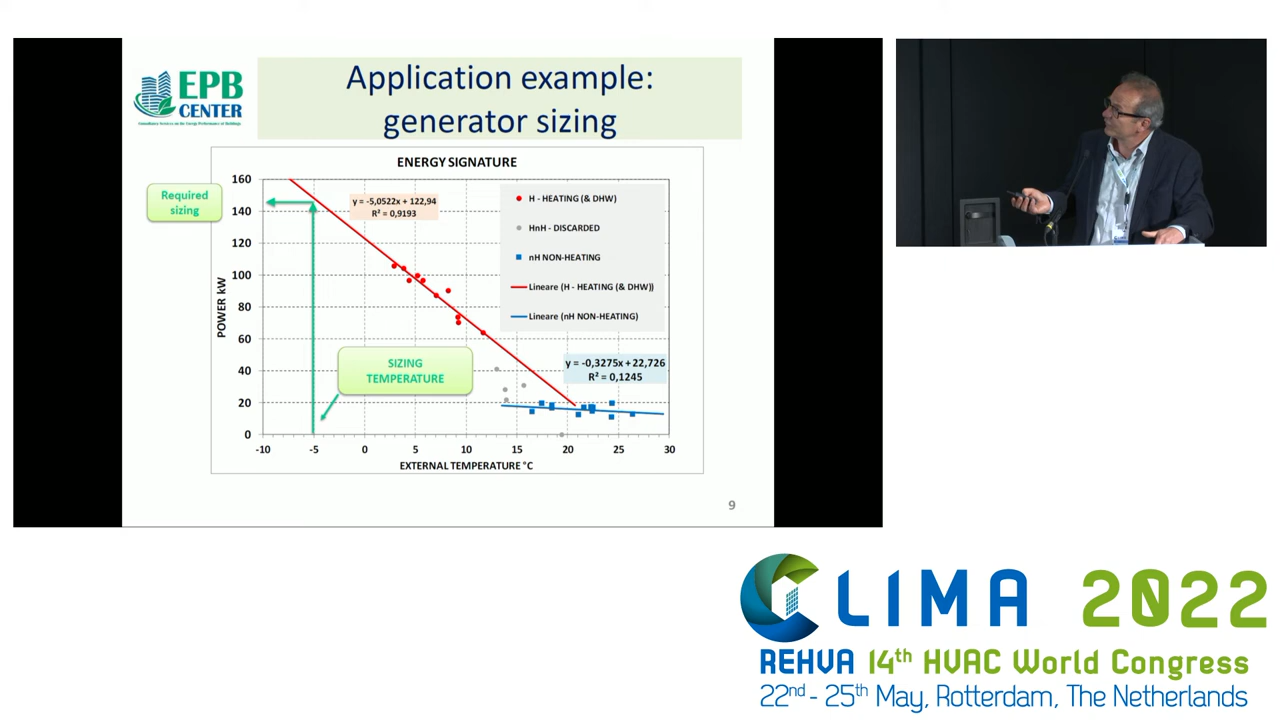 EPB
CENTER
Application example:
generator sizing
ENERGY SIGNATURE
Required
sizing
160
140
120
100
80
60
40
20
0
POWER kW
y = -5,0522x + 122,94
R² = 0,9193
H - HEATING (& DHW)
HnH - DISCARDED
nH NON-HEATING
Lineare (H - HEATING (& DHW))
Lineare (nH NON-HEATING)
SIZING
TEMPERATURE
y = -0,3275x + 22,726
R² = 0,1245
-10 -5 0 5 10 15 20 25 30
EXTERNAL TEMPERATURE °C
9
CLIMA 2022
REHVA 14th HVAC World Congress
22nd - 25th May, Rotterdam, The Netherlands